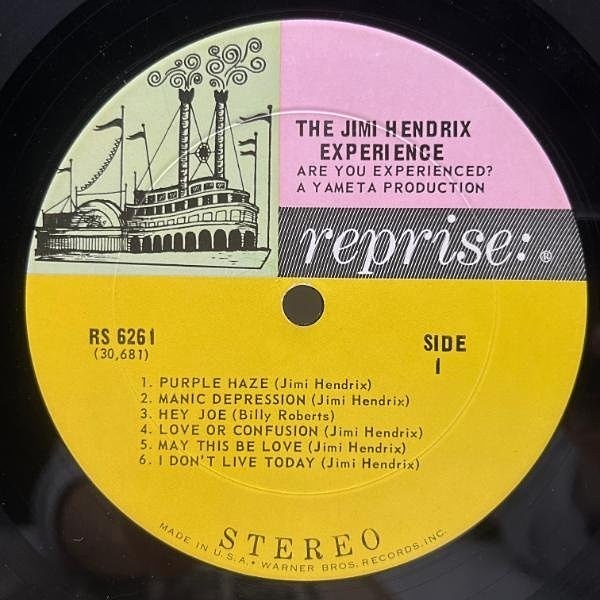 THE JIMI HENDRIX
EXPERIENCE
ARE YOU EXPERIENCED?
A YAMETA PRODUCTION
reprise: ®
RS 6261
(30,681)
SIDE
1
1. PURPLE HAZE (Jimi Hendrix)
2. MANIC DEPRESSION (Jimi Hendrix)
3. HEY JOE (Billy Roberts)
4. LOVE OR CONFUSION (Jimi Hendrix)
5. MAY THIS BE LOVE (Jimi Hendrix)
6. I DON'T LIVE TODAY (Jimi Hendrix)
STEREO
MADE IN U.S.A. • WARNER BROS. RECORDS, INC.